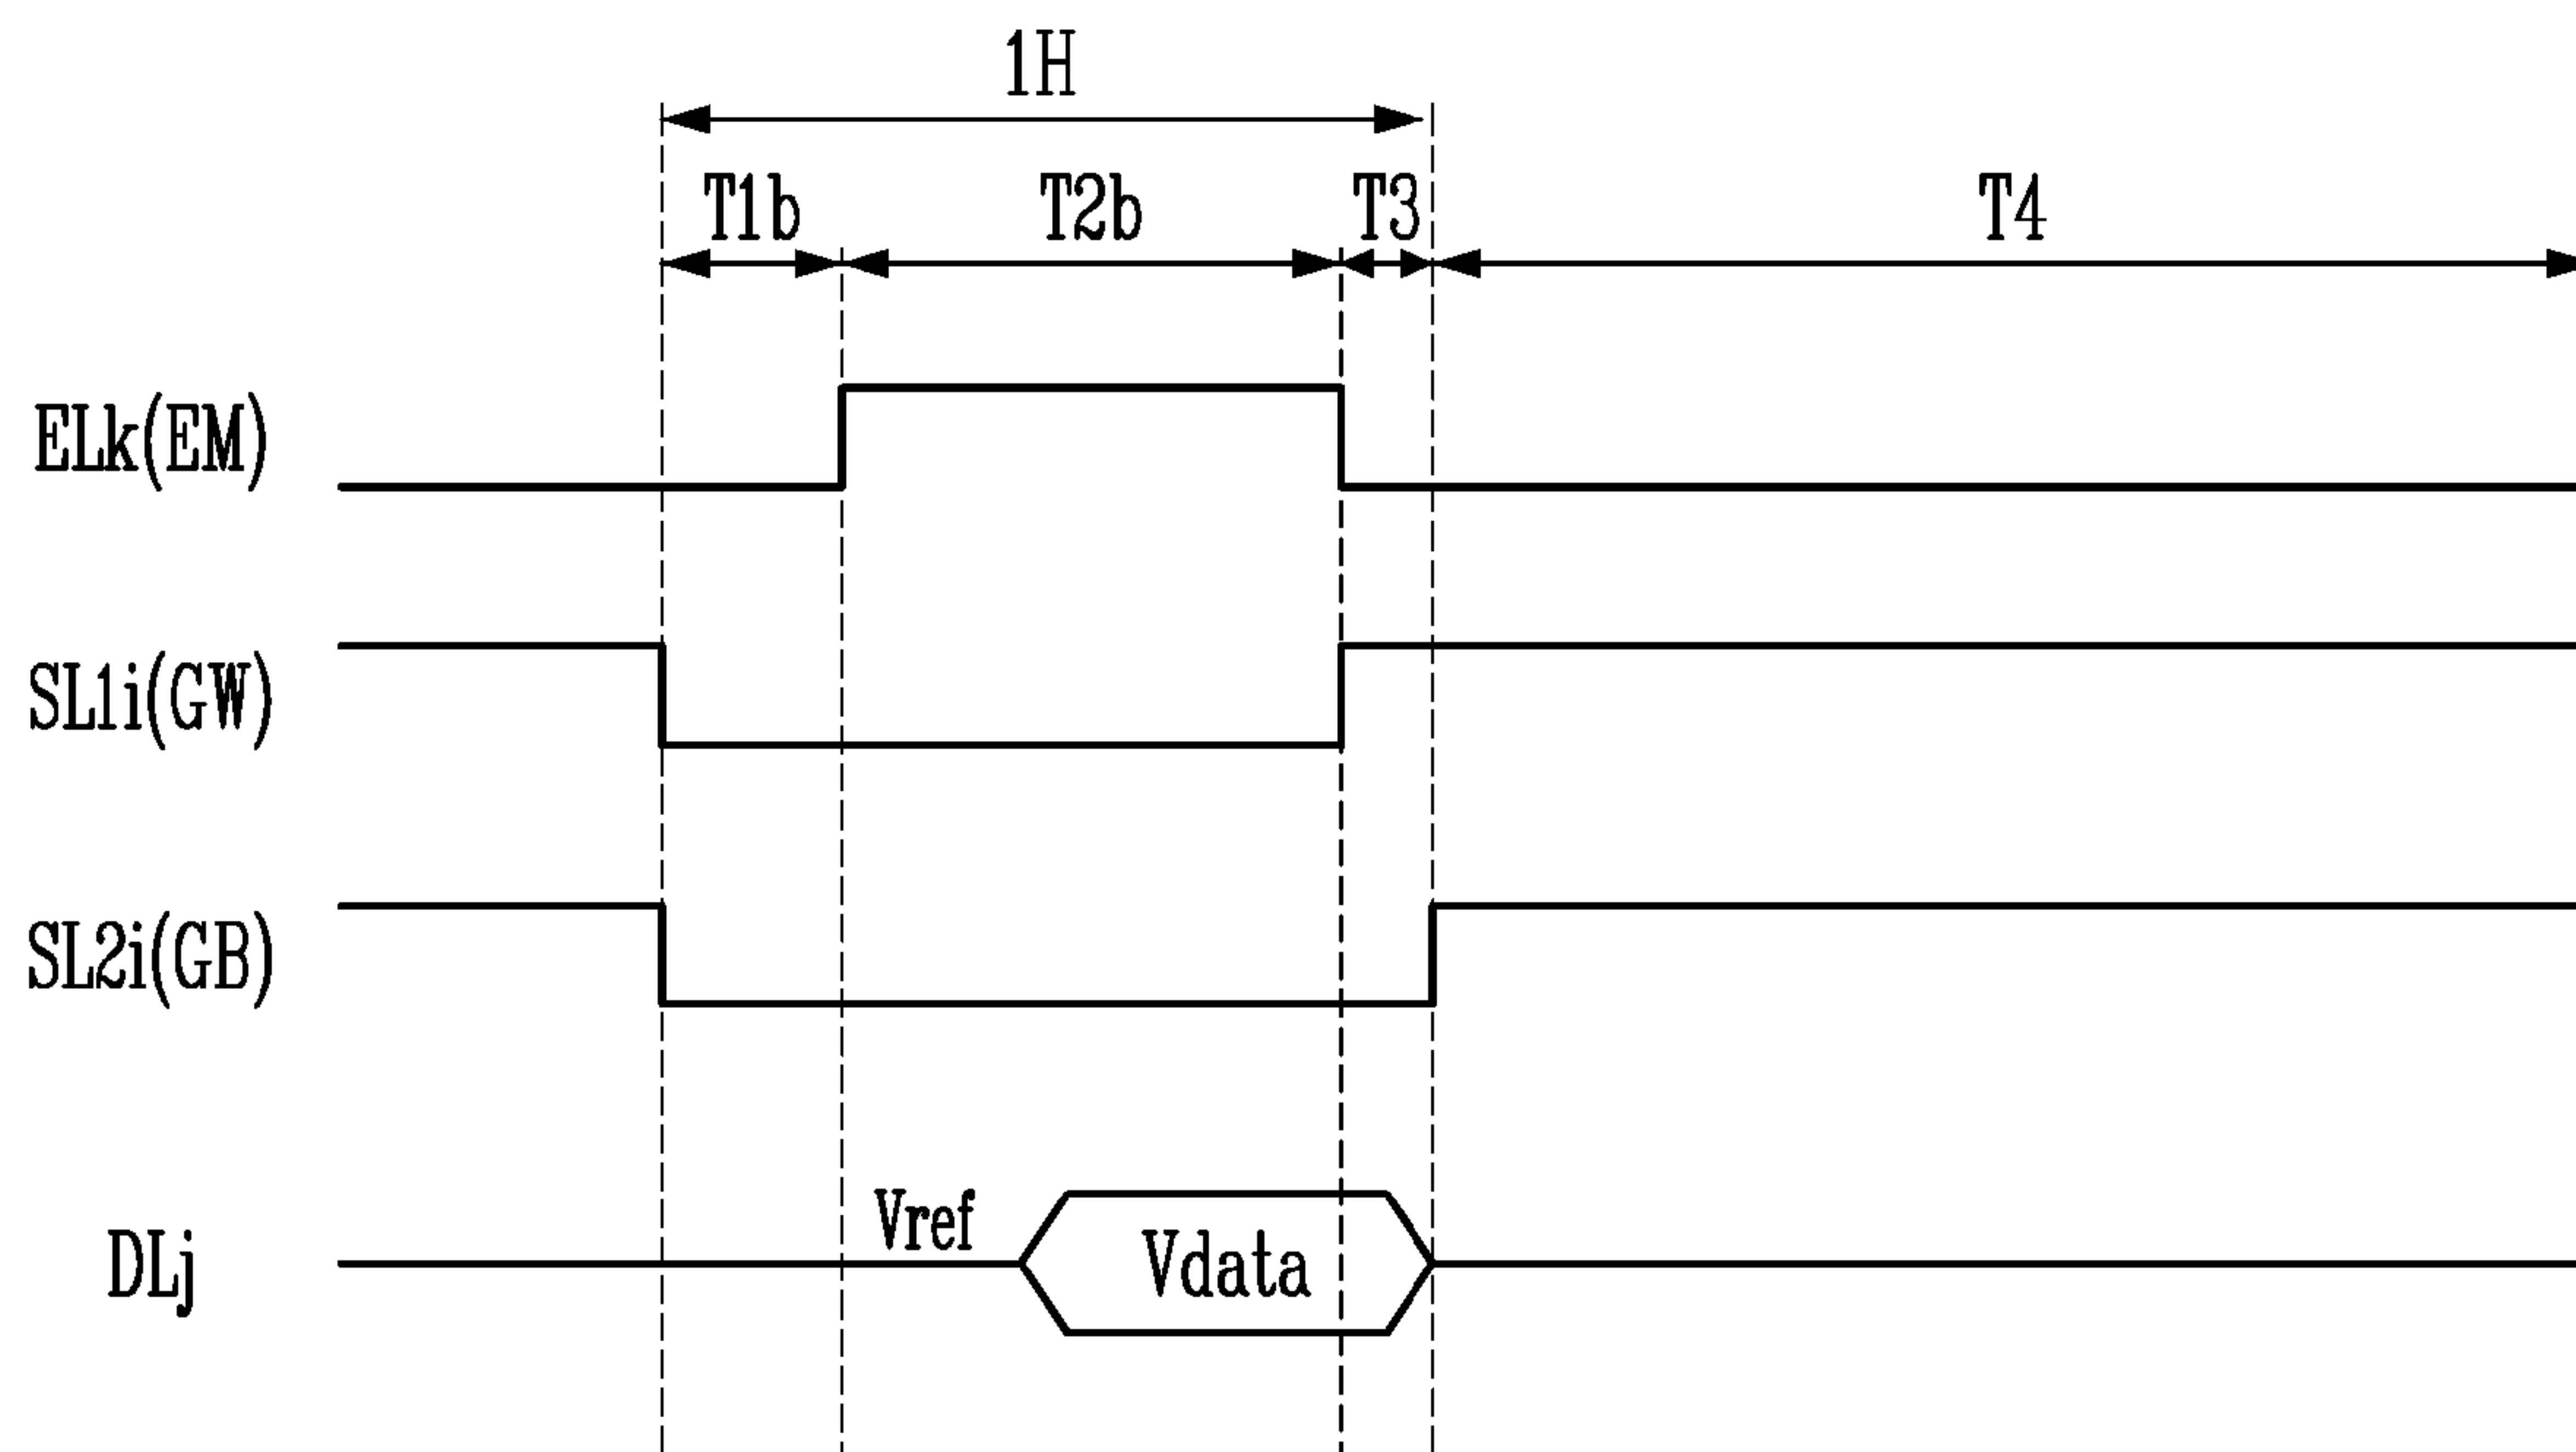 1H
T1b T2b T3 T4
ELk(EM)
SL1i(GW)
SL2i(GB)
Vref
DLj Vdata